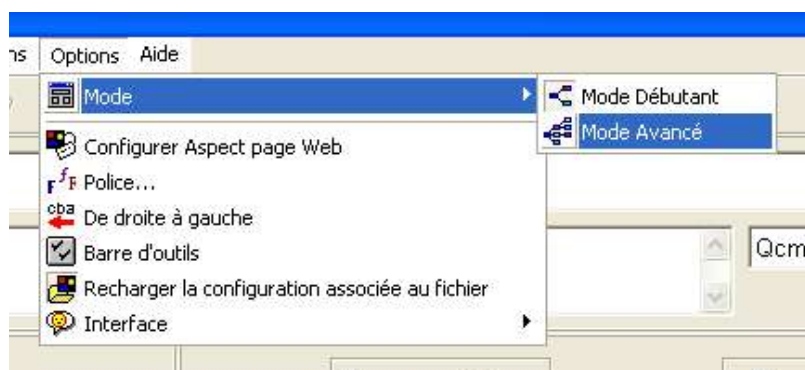 ns Options Aide
Mode
Mode Débutant
Mode Avancé
Configurer Aspect page Web
Police...
De droite à gauche
Barre d'outils
Recharger la configuration associée au fichier
Interface
Qcm